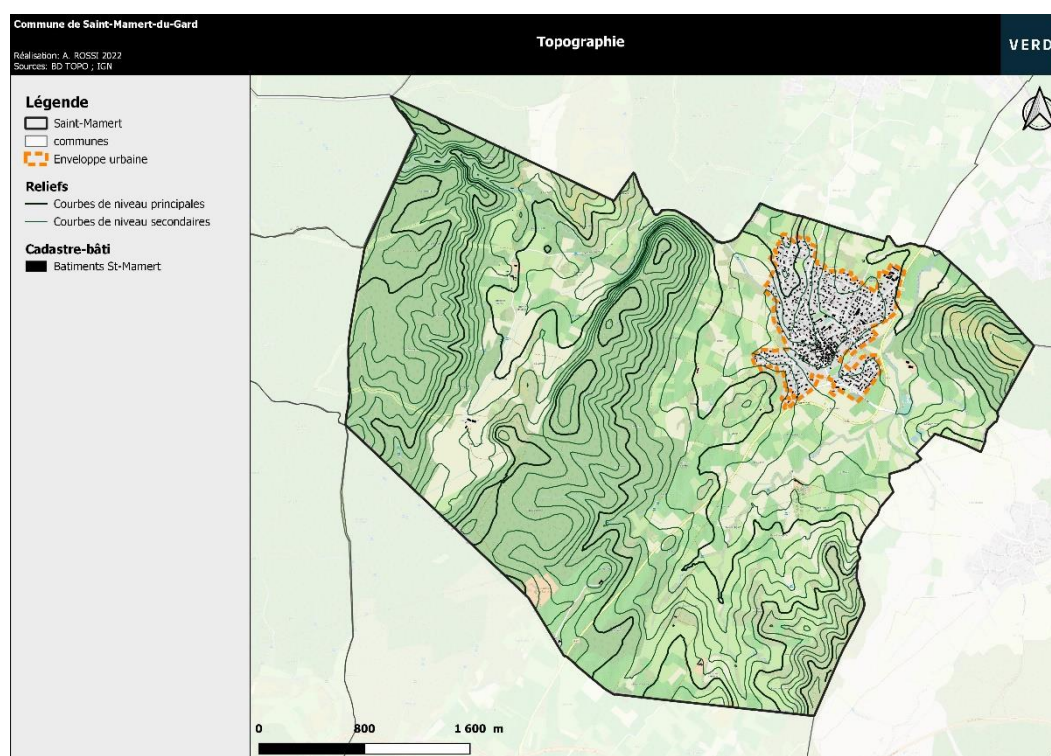 Commune de Saint-Mamert-du-Gard
Réalisation: A. ROSSI 2022
Sources: BD TOPO ; IGN
Topographie
VERD
Légende
Saint-Mamert
communes
Enveloppe urbaine
Reliefs
Courbes de niveau principales
Courbes de niveau secondaires
Cadastre-bâti
Batiments St-Mamert
0 800 1 600 m